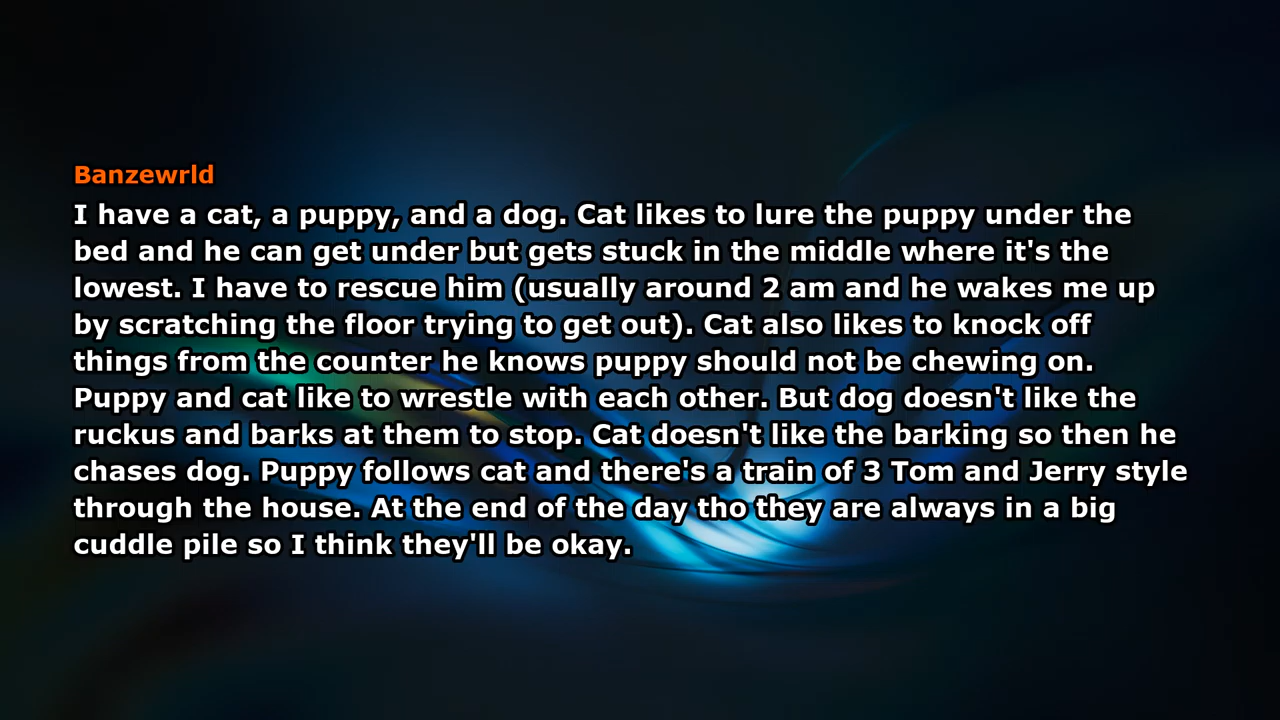 Banzewrld
I have a cat, a puppy, and a dog. Cat likes to lure the puppy under the
bed and he can get under but gets stuck in the middle where it's the
lowest. I have to rescue him (usually around 2 am and he wakes me up
by scratching the floor trying to get out). Cat also likes to knock off
things from the counter he knows puppy should not be chewing on.
Puppy and cat like to wrestle with each other. But dog doesn't like the
ruckus and barks at them to stop. Cat doesn't like the barking so then he
chases dog. Puppy follows cat and there's a train of 3 Tom and Jerry style
through the house. At the end of the day tho they are always in a big
cuddle pile so I think they'll be okay.